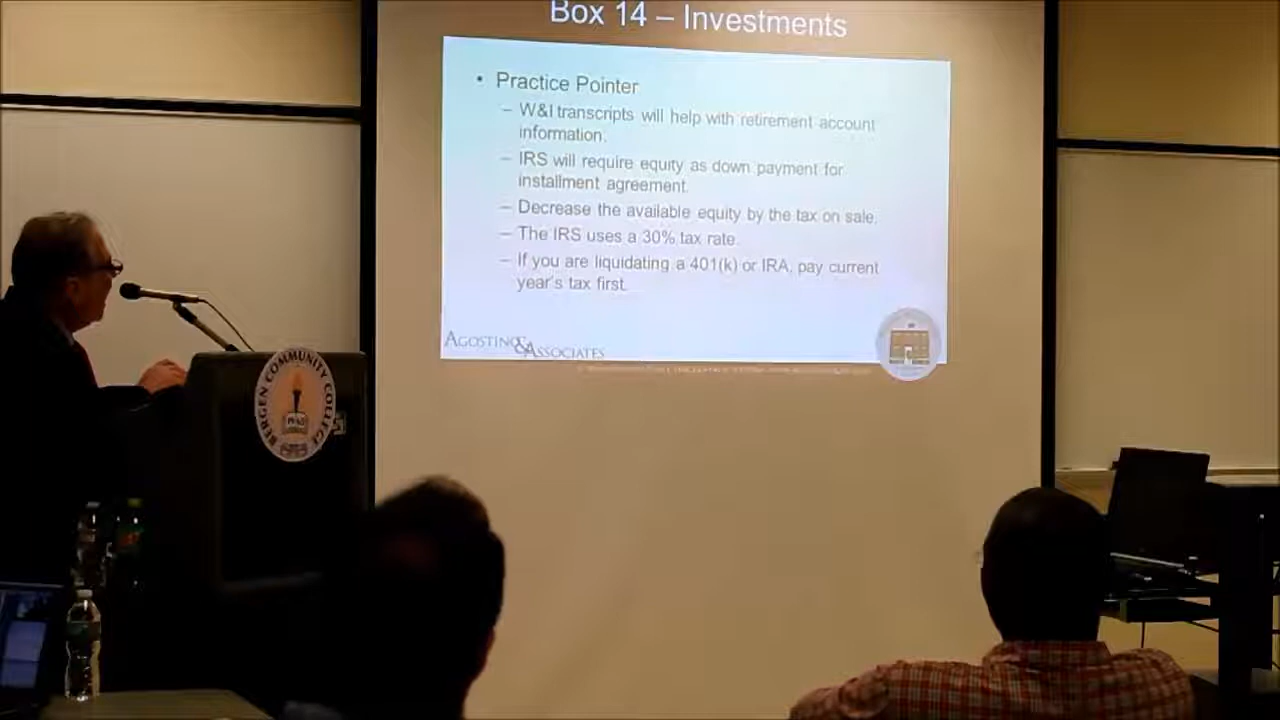 Box 14 – Investments
• Practice Pointer
– W&I transcripts will help with retirement account
information.
– IRS will require equity as down payment for
installment agreement.
– Decrease the available equity by the tax on sale.
– The IRS uses a 30% tax rate.
– If you are liquidating a 401(k) or IRA, pay current
year's tax first.
AGOSTINO & ASSOCIATES
BERGEN COMMUNITY COLLEGE